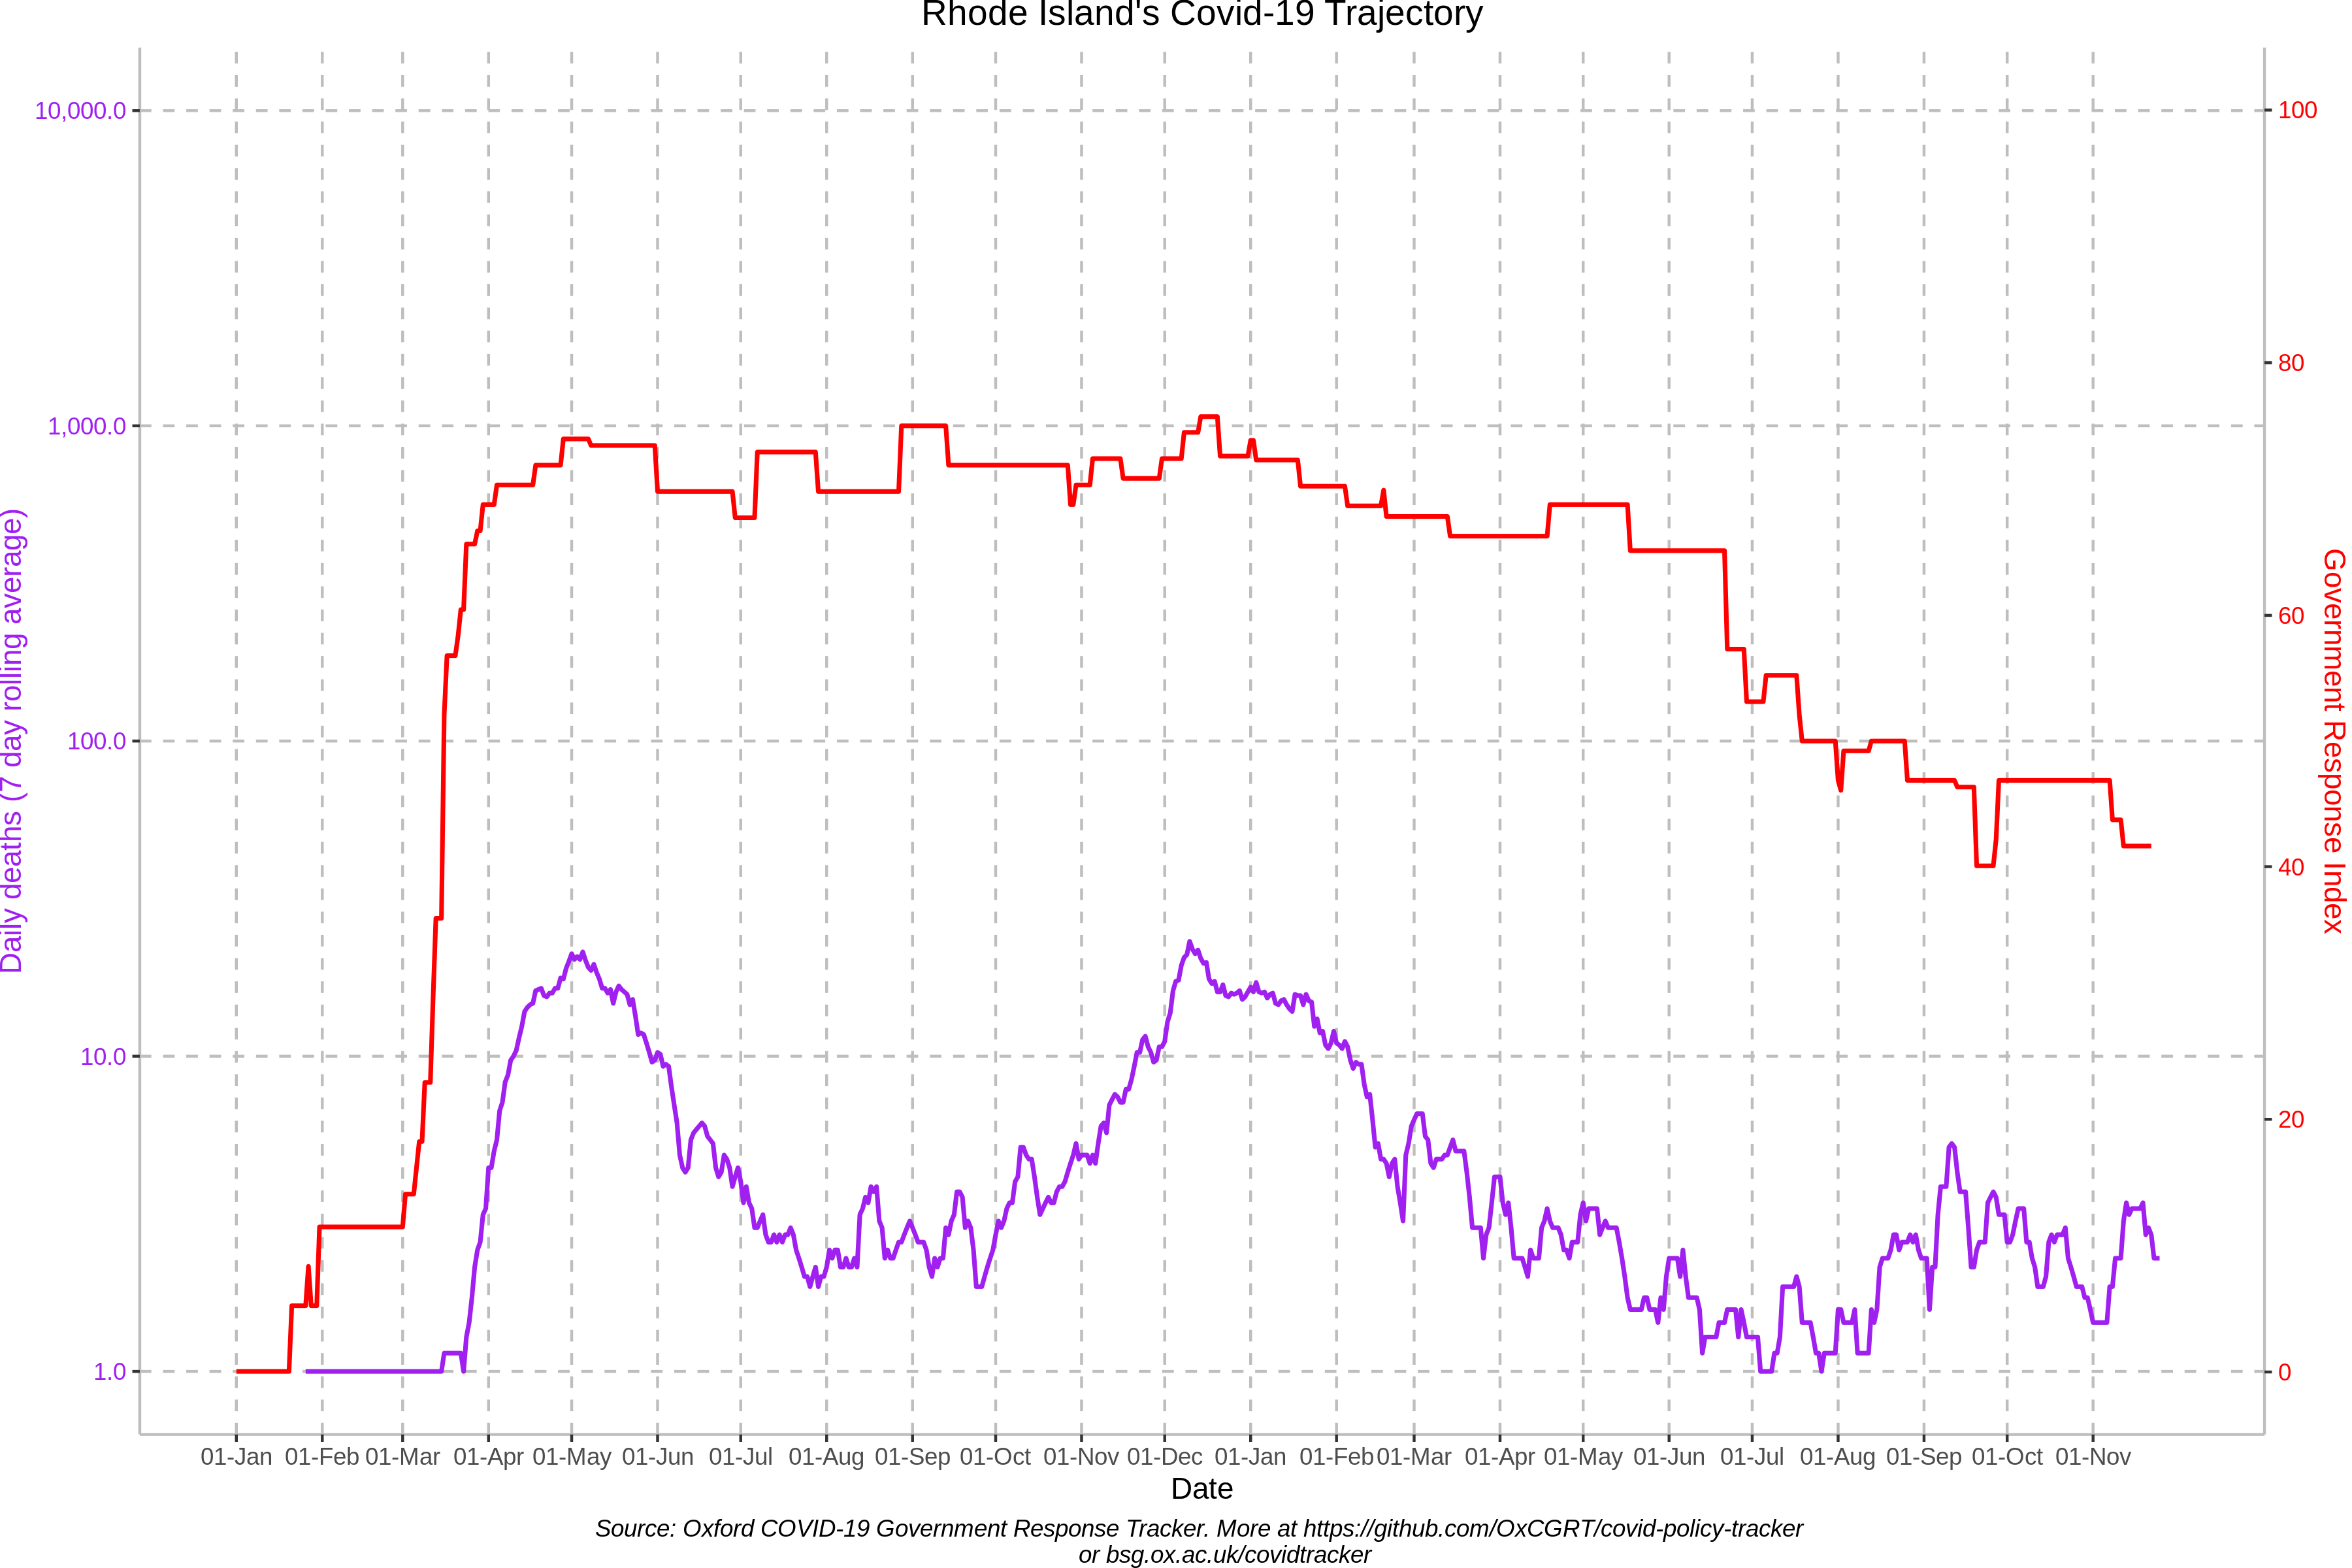 Rhode Island's Covid-19 Trajectory
10,000.0
1,000.0
100.0
10.0
1.0
Daily deaths (7 day rolling average)
100
80
60
40
20
0
Government Response Index
01-Jan 01-Feb 01-Mar 01-Apr 01-May 01-Jun 01-Jul 01-Aug 01-Sep 01-Oct 01-Nov 01-Dec 01-Jan 01-Feb 01-Mar 01-Apr 01-May 01-Jun 01-Jul 01-Aug 01-Sep 01-Oct 01-Nov
Date
Source: Oxford COVID-19 Government Response Tracker. More at https://github.com/OxCGRT/covid-policy-tracker
or bsg.ox.ac.uk/covidtracker